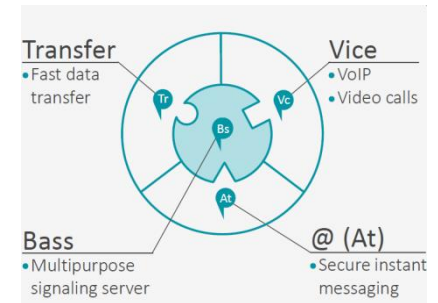 Transfer
• Fast data
transfer
Vice
• VoIP
• Video calls
Tr
Vc
Bs
At
Bass
• Multipurpose
signaling server
@ (At)
• Secure instant
messaging